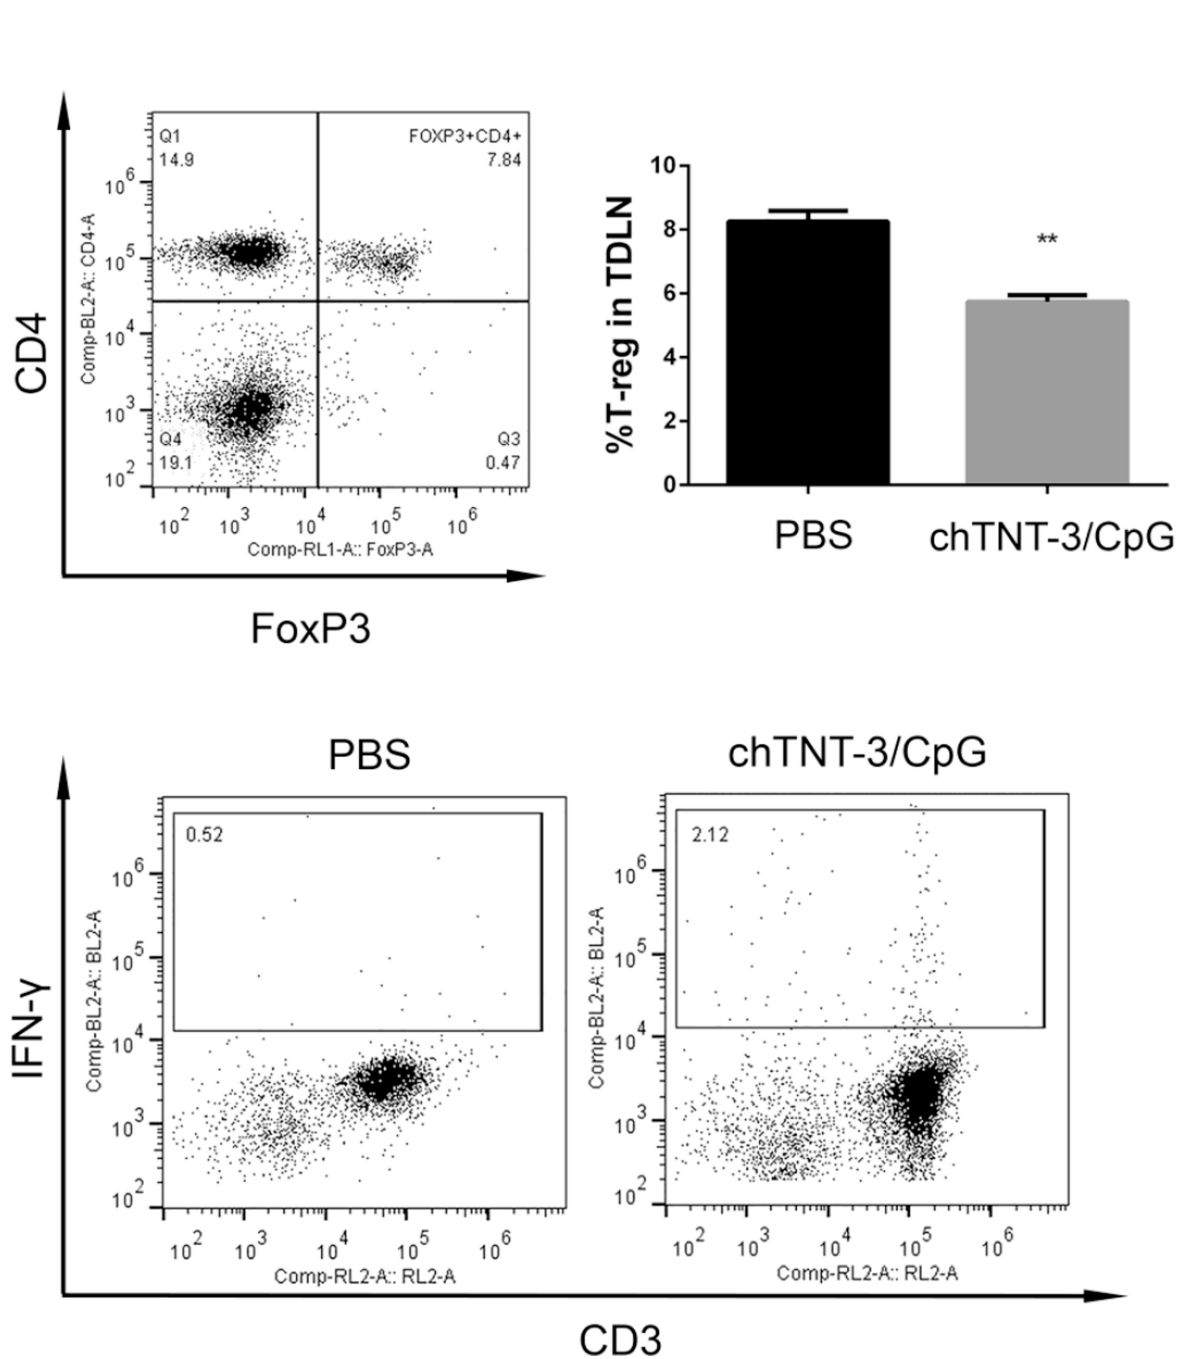 Q1
14.9
FOXP3+CD4+
7.84
10^6
10^5
10^4
10^3
10^2
Q4
19.1
Q3
0.47
10^2 10^3 10^4 10^5 10^6
Comp-BL2-A:: CD4-A
CD4
Comp-RL1-A:: FoxP3-A
FoxP3
%T-reg in TDLN
10
8
6
4
2
0
**
PBS
chTNT-3/CpG
PBS
0.52
10^6
10^5
10^4
10^3
10^2
10^2 10^3 10^4 10^5 10^6
Comp-BL2-A:: BL2-A
Comp-RL2-A:: RL2-A
IFN-γ
chTNT-3/CpG
2.12
10^6
10^5
10^4
10^3
10^2
10^2 10^3 10^4 10^5 10^6
Comp-BL2-A:: BL2-A
Comp-RL2-A:: RL2-A
CD3